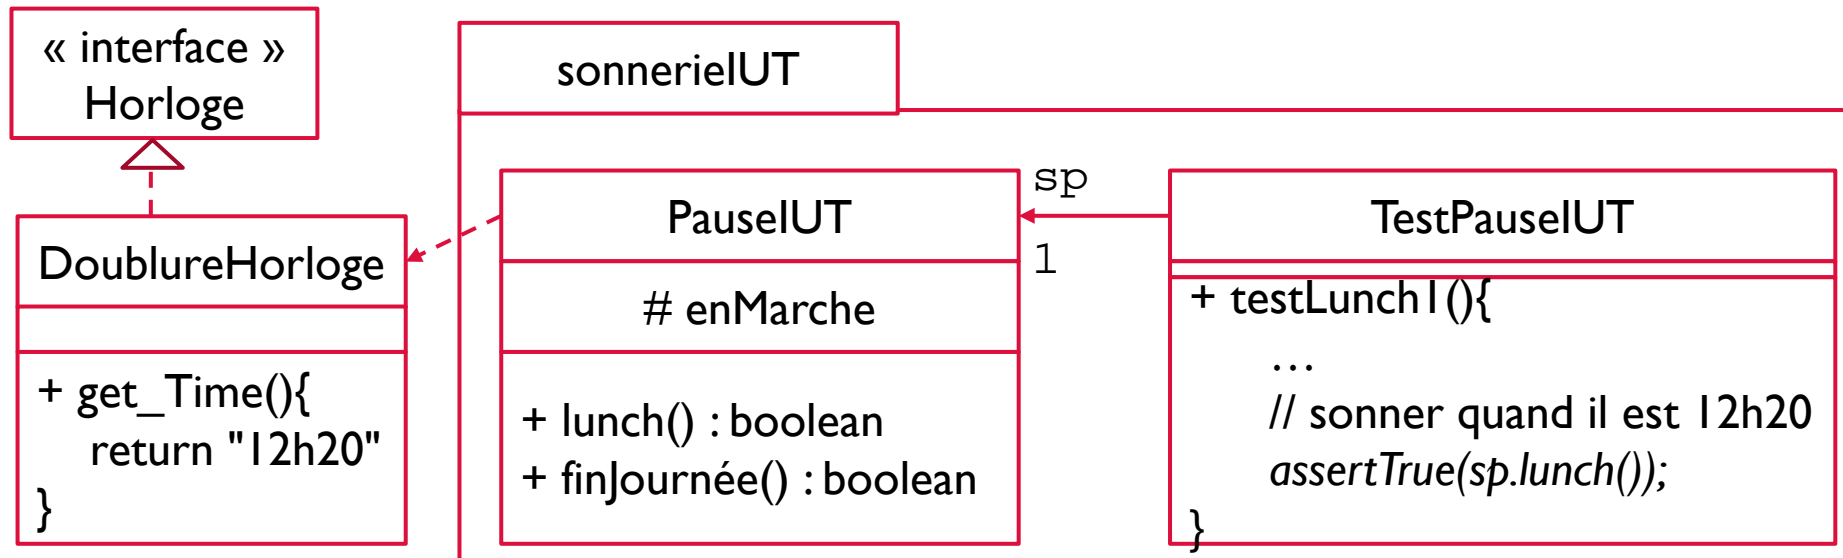 « interface »
Horloge
sonnerieIUT
DoublureHorloge
+ get_Time(){
return "12h20"
}
PauseIUT
# enMarche
+ lunch() : boolean
+ finJournée() : boolean
sp
1
TestPauseIUT
+ testLunch1(){
…
// sonner quand il est 12h20
assertTrue(sp.lunch());
}